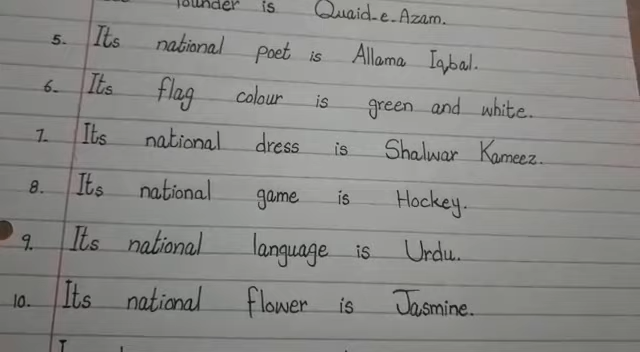 founder is Quaid-e-Azam.
5. Its national poet is Allama Iqbal.
6. Its flag colour is green and white.
7. Its national dress is Shalwar Kameez.
8. Its national game is Hockey.
9. Its national language is Urdu.
10. Its national flower is Jasmine.